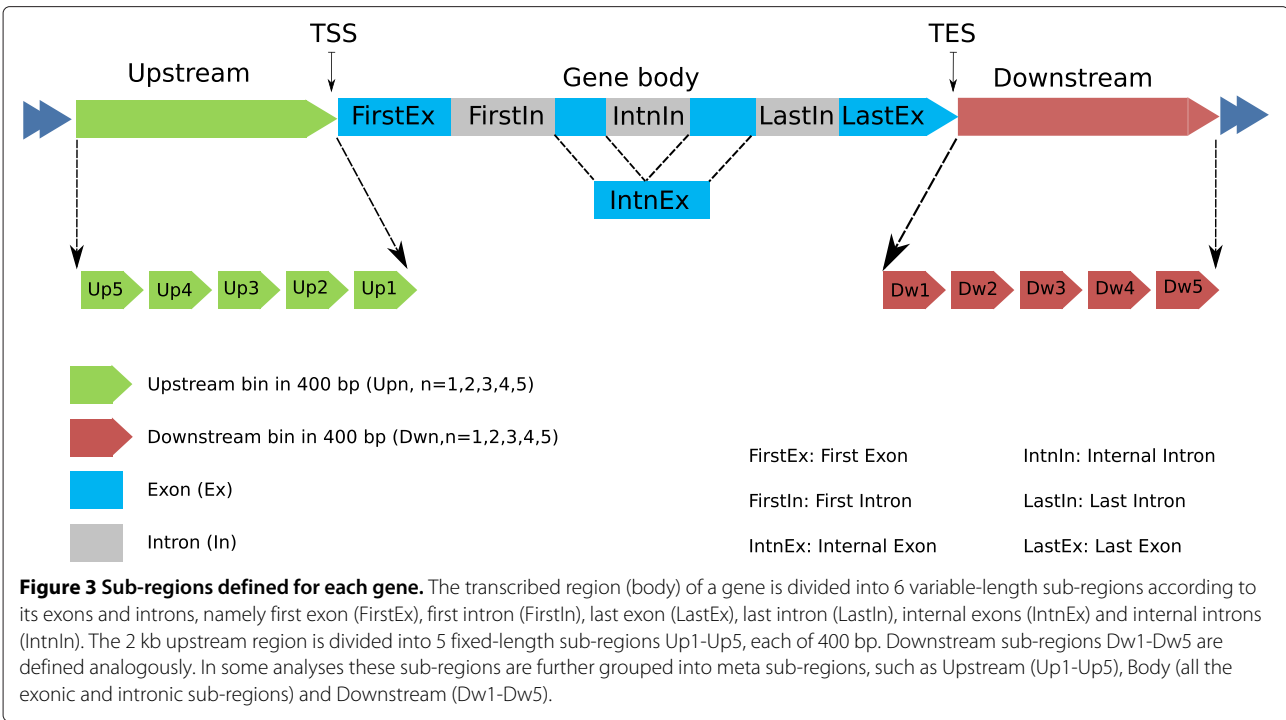 TSS
TES
Upstream
Gene body
Downstream
FirstEx
FirstIn
IntnIn
LastIn
LastEx
IntnEx
Up5
Up4
Up3
Up2
Up1
Dw1
Dw2
Dw3
Dw4
Dw5
Upstream bin in 400 bp (Upn, n=1,2,3,4,5)
Downstream bin in 400 bp (Dwn,n=1,2,3,4,5)
Exon (Ex)
Intron (In)
FirstEx: First Exon
IntnIn: Internal Intron
FirstIn: First Intron
LastIn: Last Intron
IntnEx: Internal Exon
LastEx: Last Exon
Figure 3 Sub-regions defined for each gene. The transcribed region (body) of a gene is divided into 6 variable-length sub-regions according to
its exons and introns, namely first exon (FirstEx), first intron (FirstIn), last exon (LastEx), last intron (LastIn), internal exons (IntnEx) and internal introns
(IntnIn). The 2 kb upstream region is divided into 5 fixed-length sub-regions Up1-Up5, each of 400 bp. Downstream sub-regions Dw1-Dw5 are
defined analogously. In some analyses these sub-regions are further grouped into meta sub-regions, such as Upstream (Up1-Up5), Body (all the
exonic and intronic sub-regions) and Downstream (Dw1-Dw5).